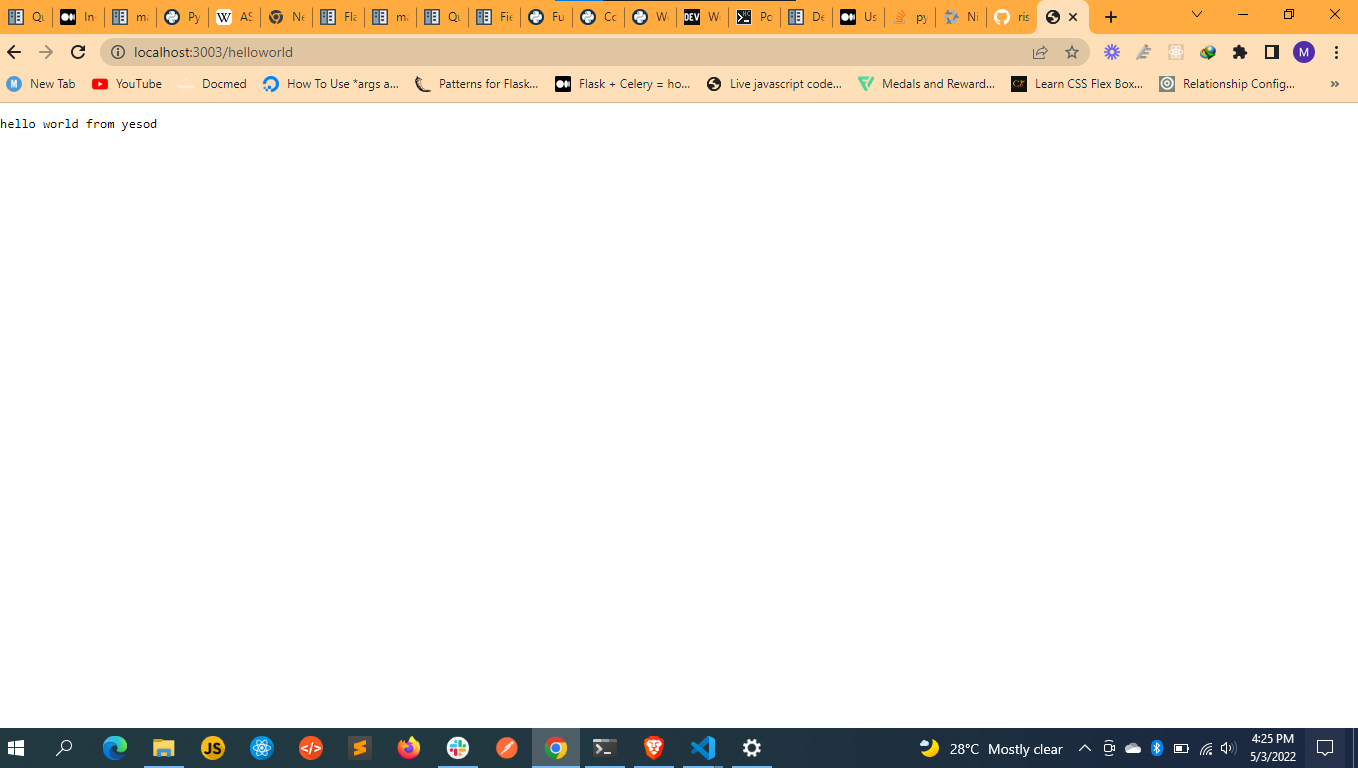 Qu In m Py W AS Ne Fla m Qu Fie Fu Cc W DEV W HC Pc De Us py Ni ris
localhost:3003/helloworld M
M New Tab YouTube Docmed How To Use *args a... Patterns for Flask... Flask + Celery = ho... Live javascript code... Medals and Reward... Learn CSS Flex Box... Relationship Config... »
hello world from yesod
JS 28°C Mostly clear 4:25 PM
5/3/2022